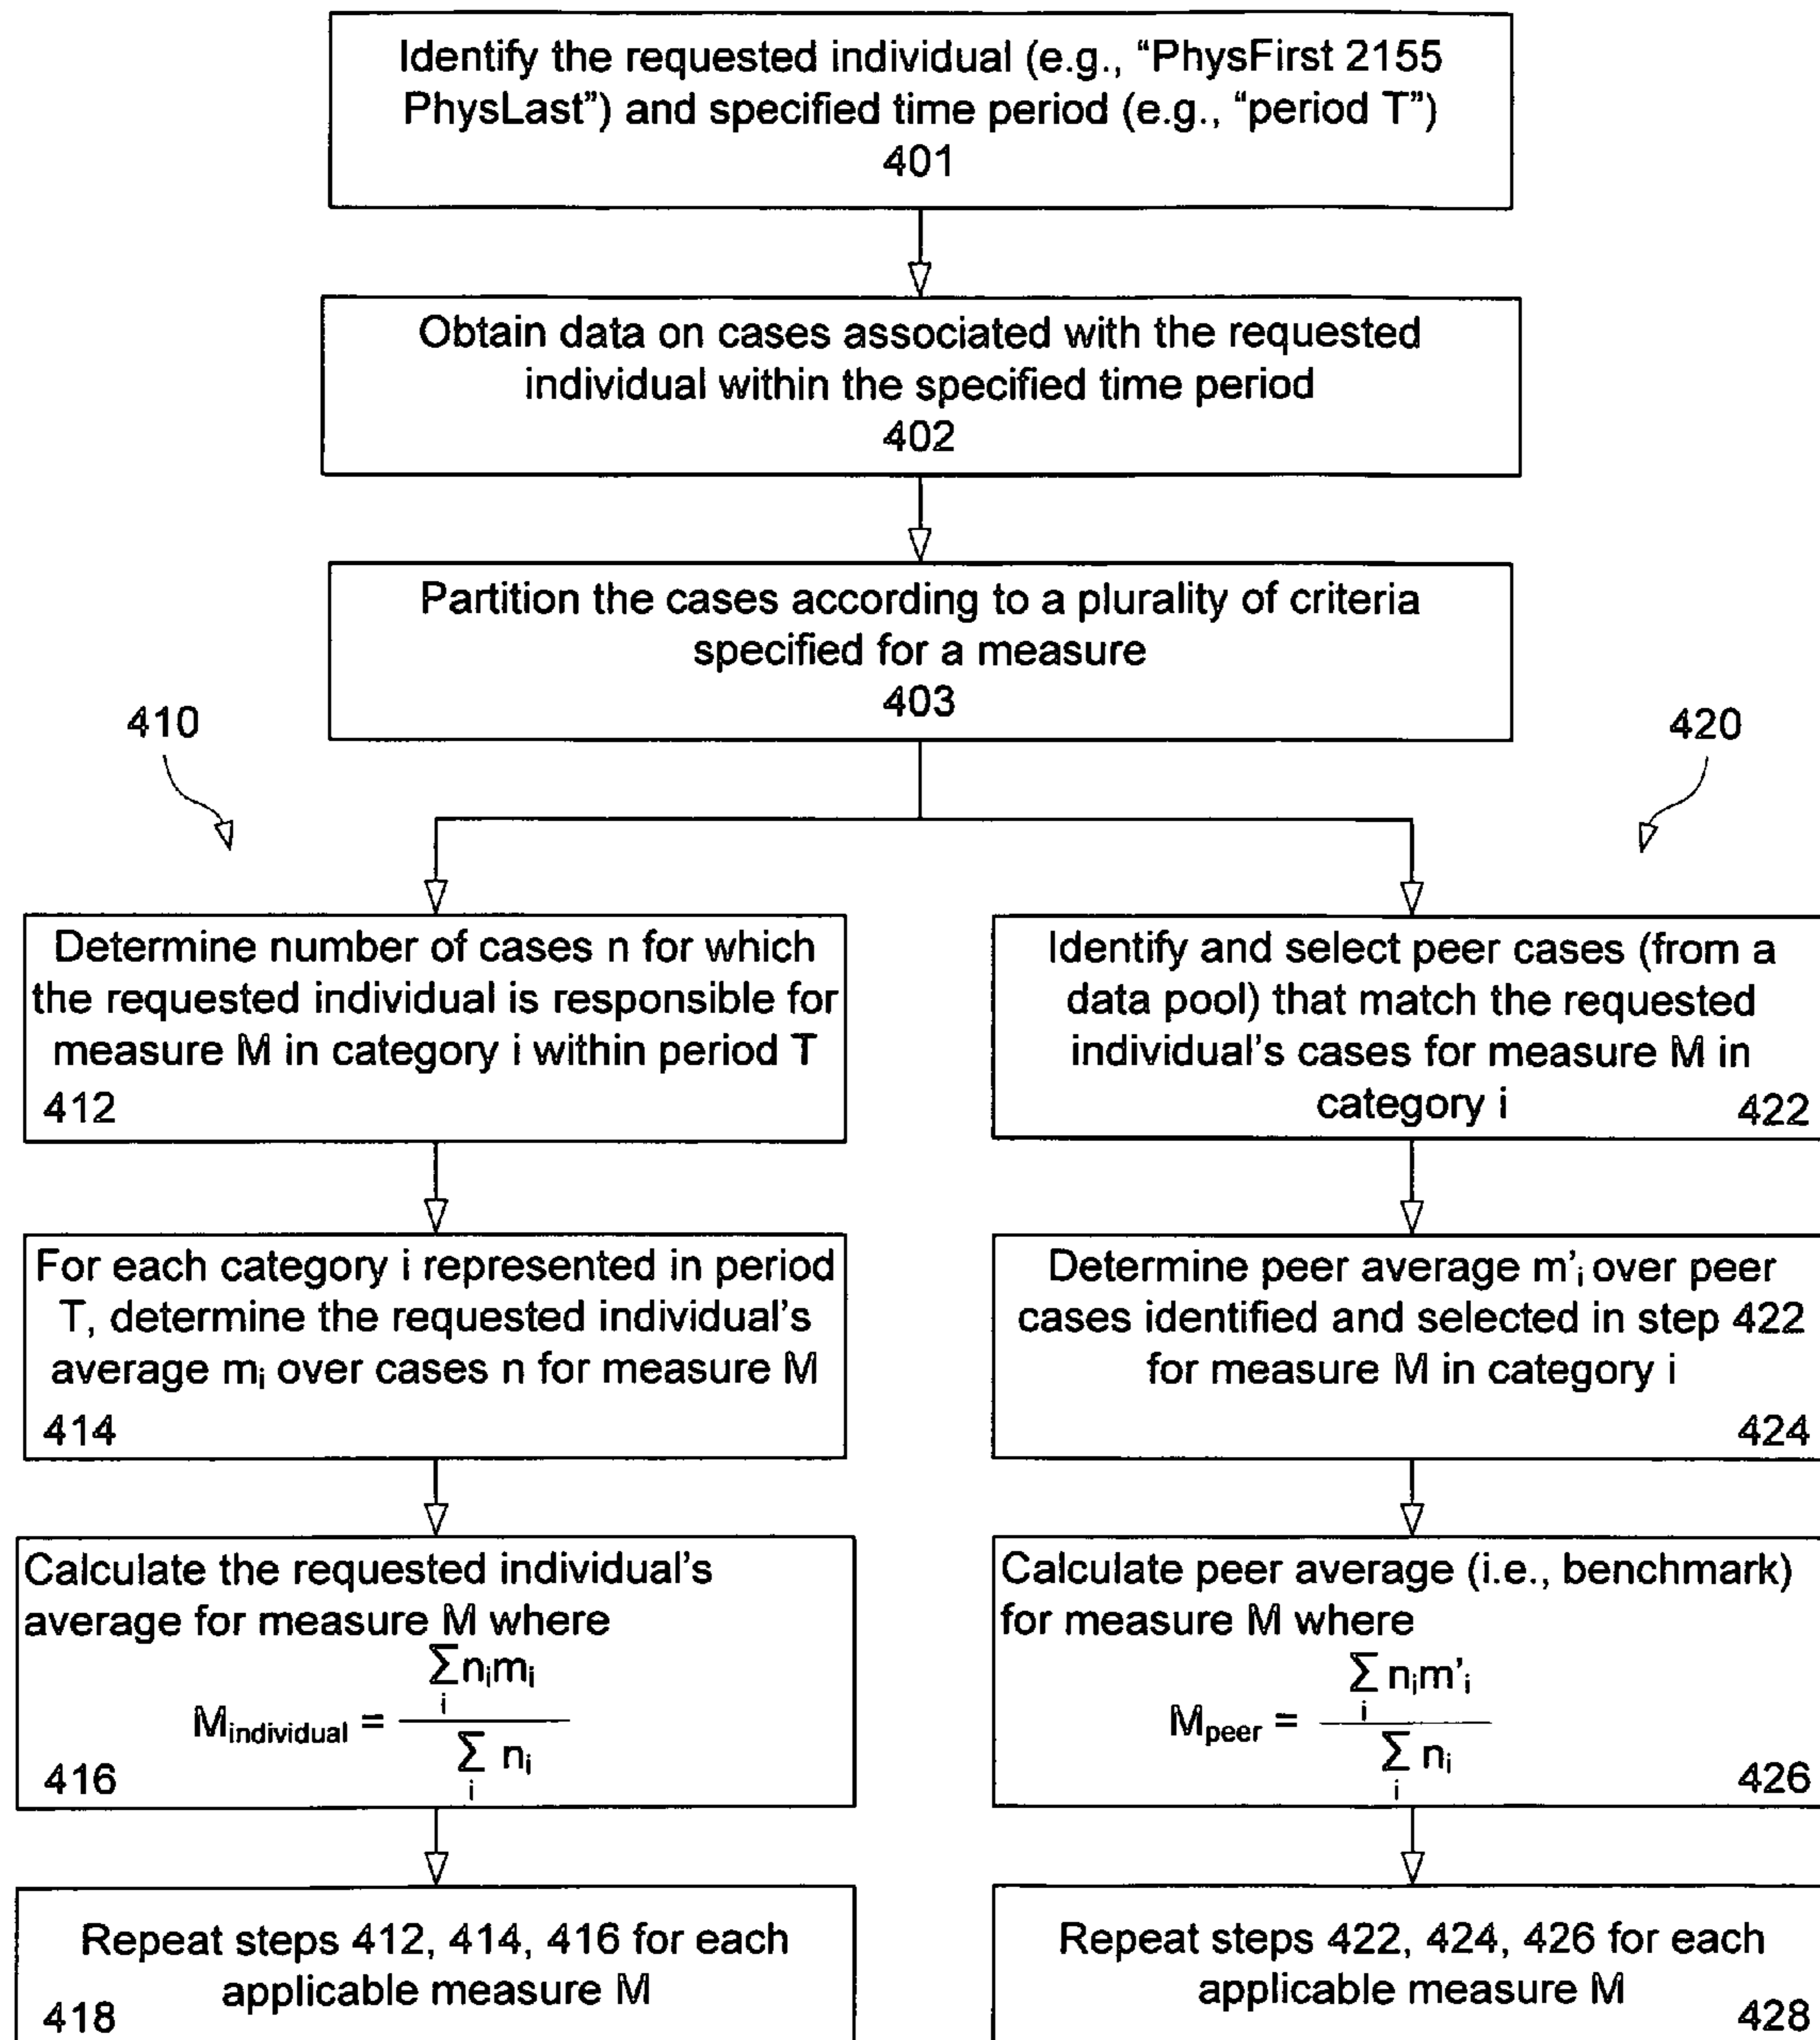 Identify the requested individual (e.g., “PhysFirst 2155
PhysLast”) and specified time period (e.g., “period T”)
401
Obtain data on cases associated with the requested
individual within the specified time period
402
Partition the cases according to a plurality of criteria
specified for a measure
403
410
420
Determine number of cases n for which
the requested individual is responsible for
measure M in category i within period T
412
For each category i represented in period
T, determine the requested individual’s
average mᵢ over cases n for measure M
414
Calculate the requested individual’s
average for measure M where
∑nᵢmᵢ
i
M individual =
∑ nᵢ
i
416
Repeat steps 412, 414, 416 for each
applicable measure M
418
Identify and select peer cases (from a
data pool) that match the requested
individual’s cases for measure M in
category i
422
Determine peer average m’ᵢ over peer
cases identified and selected in step 422
for measure M in category i
424
Calculate peer average (i.e., benchmark)
for measure M where
∑ nᵢm’ᵢ
i
M peer =
∑ nᵢ
i
426
Repeat steps 422, 424, 426 for each
applicable measure M
428